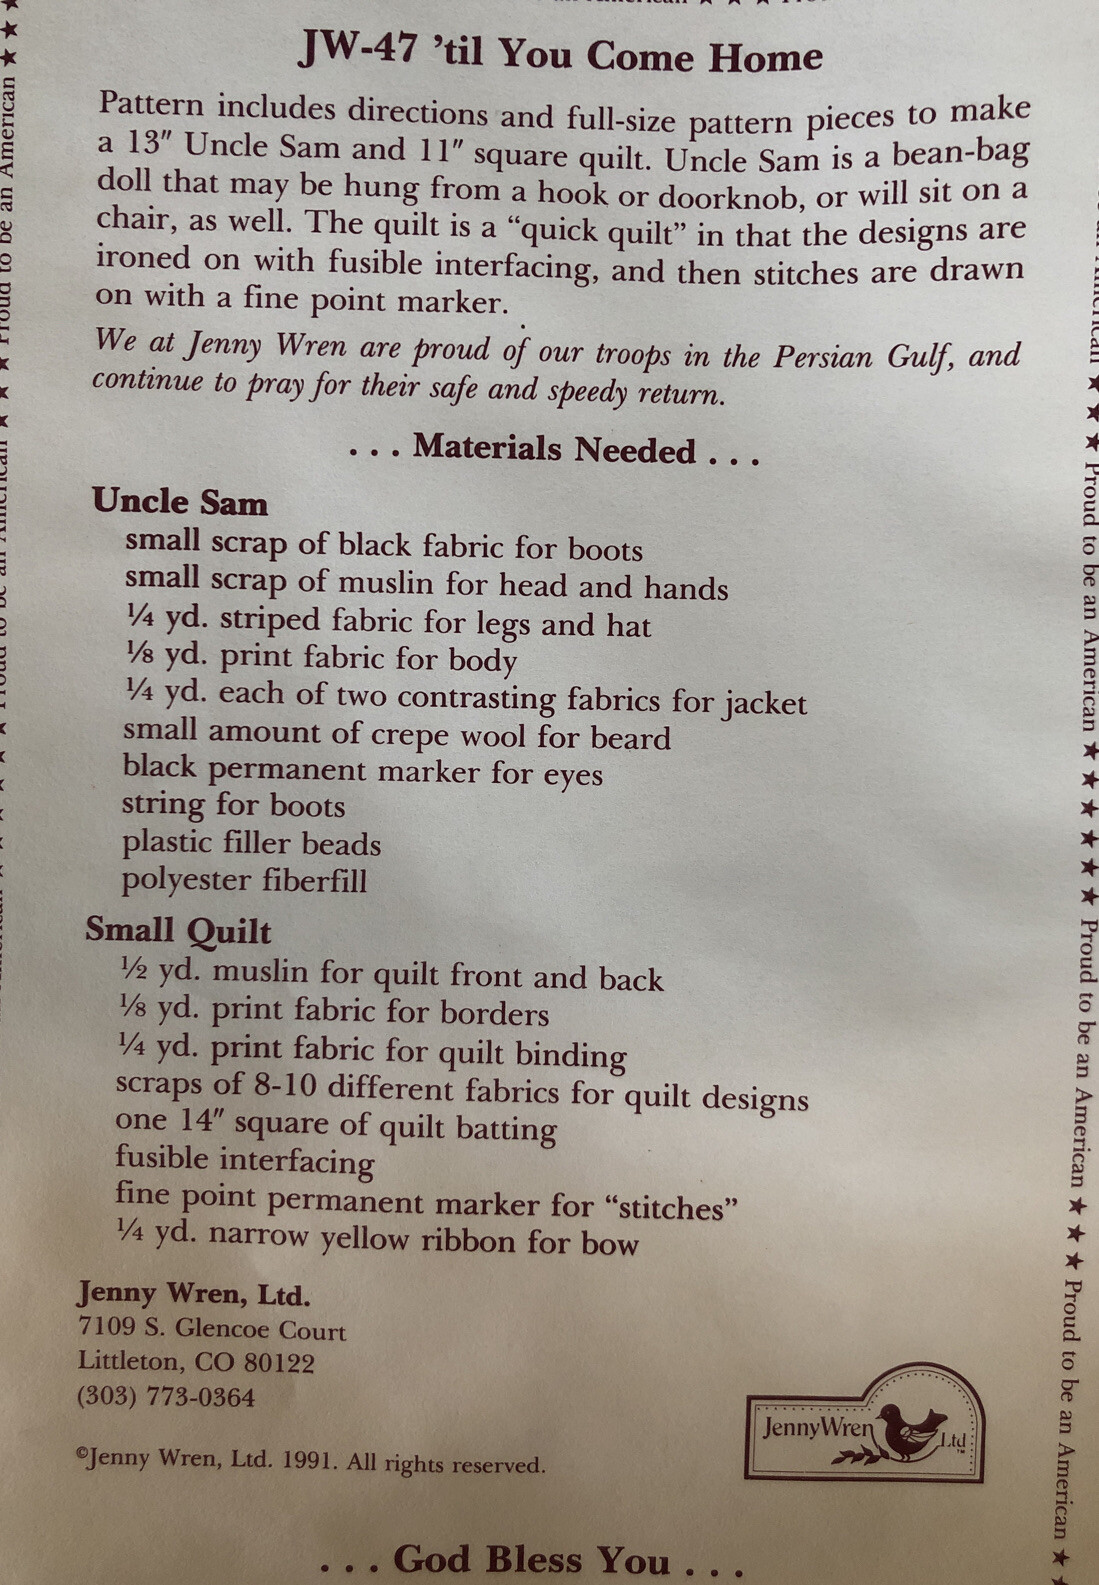 JW-47 ’til You Come Home
Pattern includes directions and full-size pattern pieces to make
a 13″ Uncle Sam and 11″ square quilt. Uncle Sam is a bean-bag
doll that may be hung from a hook or doorknob, or will sit on a
chair, as well. The quilt is a “quick quilt” in that the designs are
ironed on with fusible interfacing, and then stitches are drawn
on with a fine point marker.
We at Jenny Wren are proud of our troops in the Persian Gulf, and
continue to pray for their safe and speedy return.
. . . Materials Needed . . .
Uncle Sam
small scrap of black fabric for boots
small scrap of muslin for head and hands
¼ yd. striped fabric for legs and hat
⅛ yd. print fabric for body
¼ yd. each of two contrasting fabrics for jacket
small amount of crepe wool for beard
black permanent marker for eyes
string for boots
plastic filler beads
polyester fiberfill
Small Quilt
½ yd. muslin for quilt front and back
⅛ yd. print fabric for borders
¼ yd. print fabric for quilt binding
scraps of 8-10 different fabrics for quilt designs
one 14″ square of quilt batting
fusible interfacing
fine point permanent marker for “stitches”
¼ yd. narrow yellow ribbon for bow
Jenny Wren, Ltd.
7109 S. Glencoe Court
Littleton, CO 80122
(303) 773-0364
©Jenny Wren, Ltd. 1991. All rights reserved.
Jenny Wren Ltd ™
. . . God Bless You . . .
★ Proud to be an American ★ ★ ★ Proud to be an American ★ ★
★ ★ Proud to be an American ★ ★ ★ ★ ★ ★ Proud to be an American ★ ★ ★ Proud to be an American ★ ★